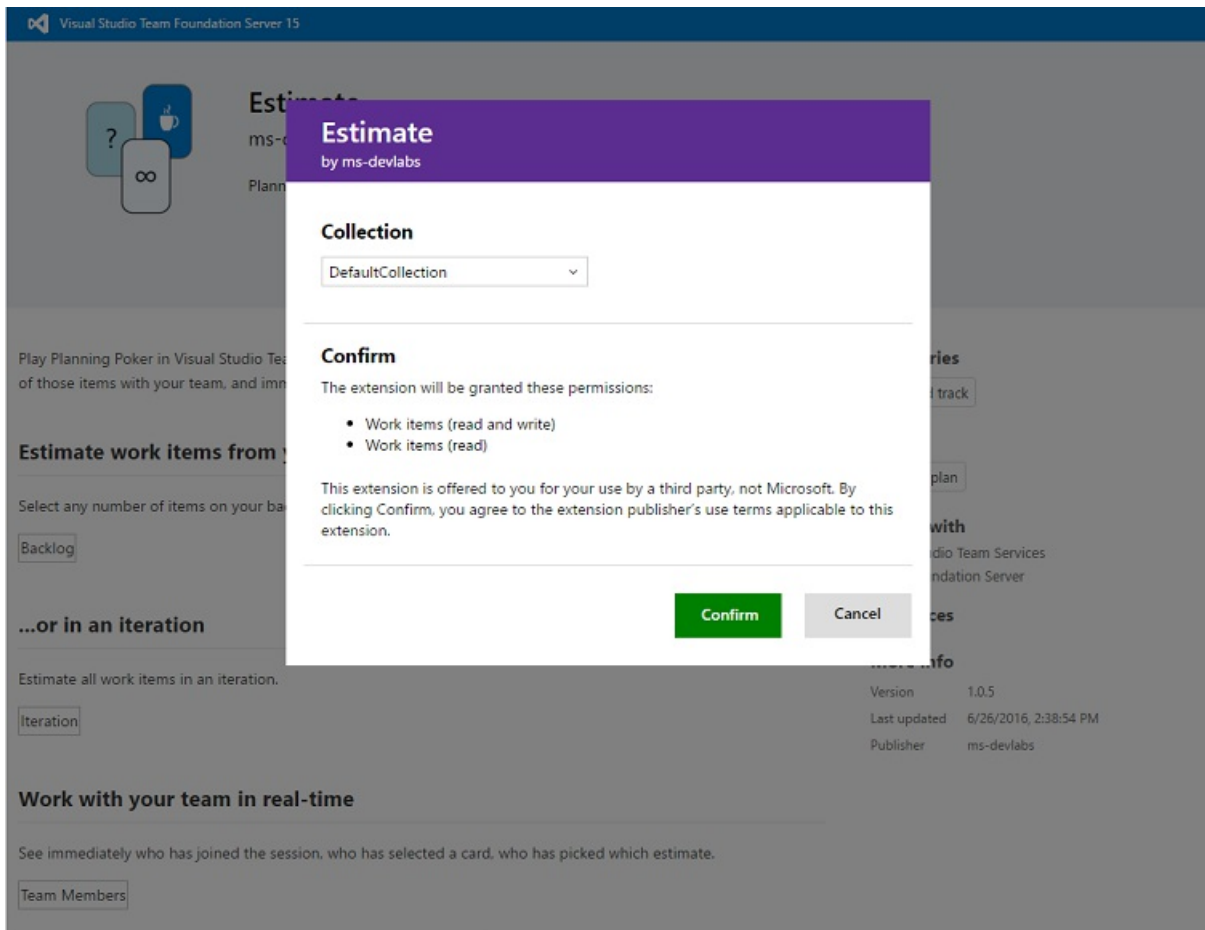 Visual Studio Team Foundation Server 15
?
∞
Estimate
by ms-devlabs
Collection
DefaultCollection
Confirm
The extension will be granted these permissions:
• Work items (read and write)
• Work items (read)
This extension is offered to you for your use by a third party, not Microsoft. By
clicking Confirm, you agree to the extension publisher's use terms applicable to this
extension.
Confirm
Cancel
Play Planning Poker in Visual Studio
of those items with your team, and
Estimate work items from
Select any number of items on your
Backlog
...or in an iteration
Estimate all work items in an iteration.
Iteration
Work with your team in real-time
See immediately who has joined the session, who has selected a card, who has picked which estimate.
Team Members
track
plan
with
Team Services
Server
Info
Version 1.0.5
Last updated 6/26/2016, 2:38:54 PM
Publisher ms-devlabs